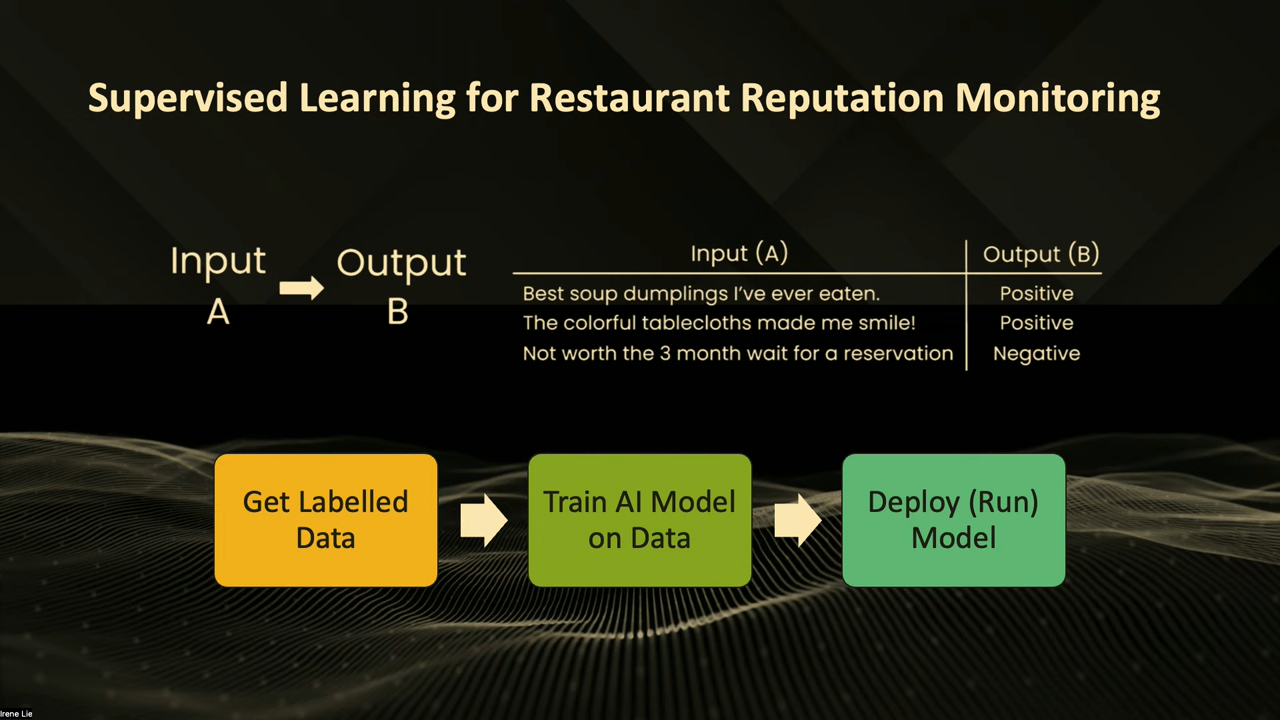 Supervised Learning for Restaurant Reputation Monitoring
Input
A
Output
B
Input (A) Output (B)
Best soup dumplings I've ever eaten. Positive
The colorful tablecloths made me smile! Positive
Not worth the 3 month wait for a reservation Negative
Get Labelled
Data
Train AI Model
on Data
Deploy (Run)
Model
Irene Lie